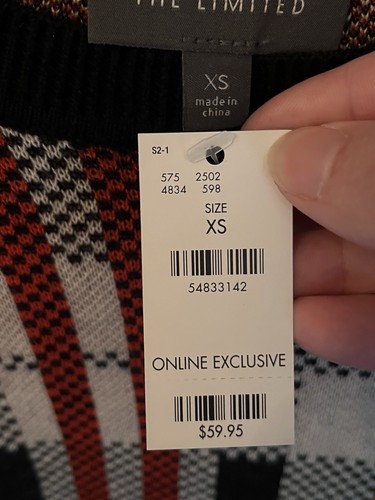 THE LIMITED
XS
made in
china
S2-1
575 2502
4834 598
SIZE
XS
54833142
ONLINE EXCLUSIVE
$59.95